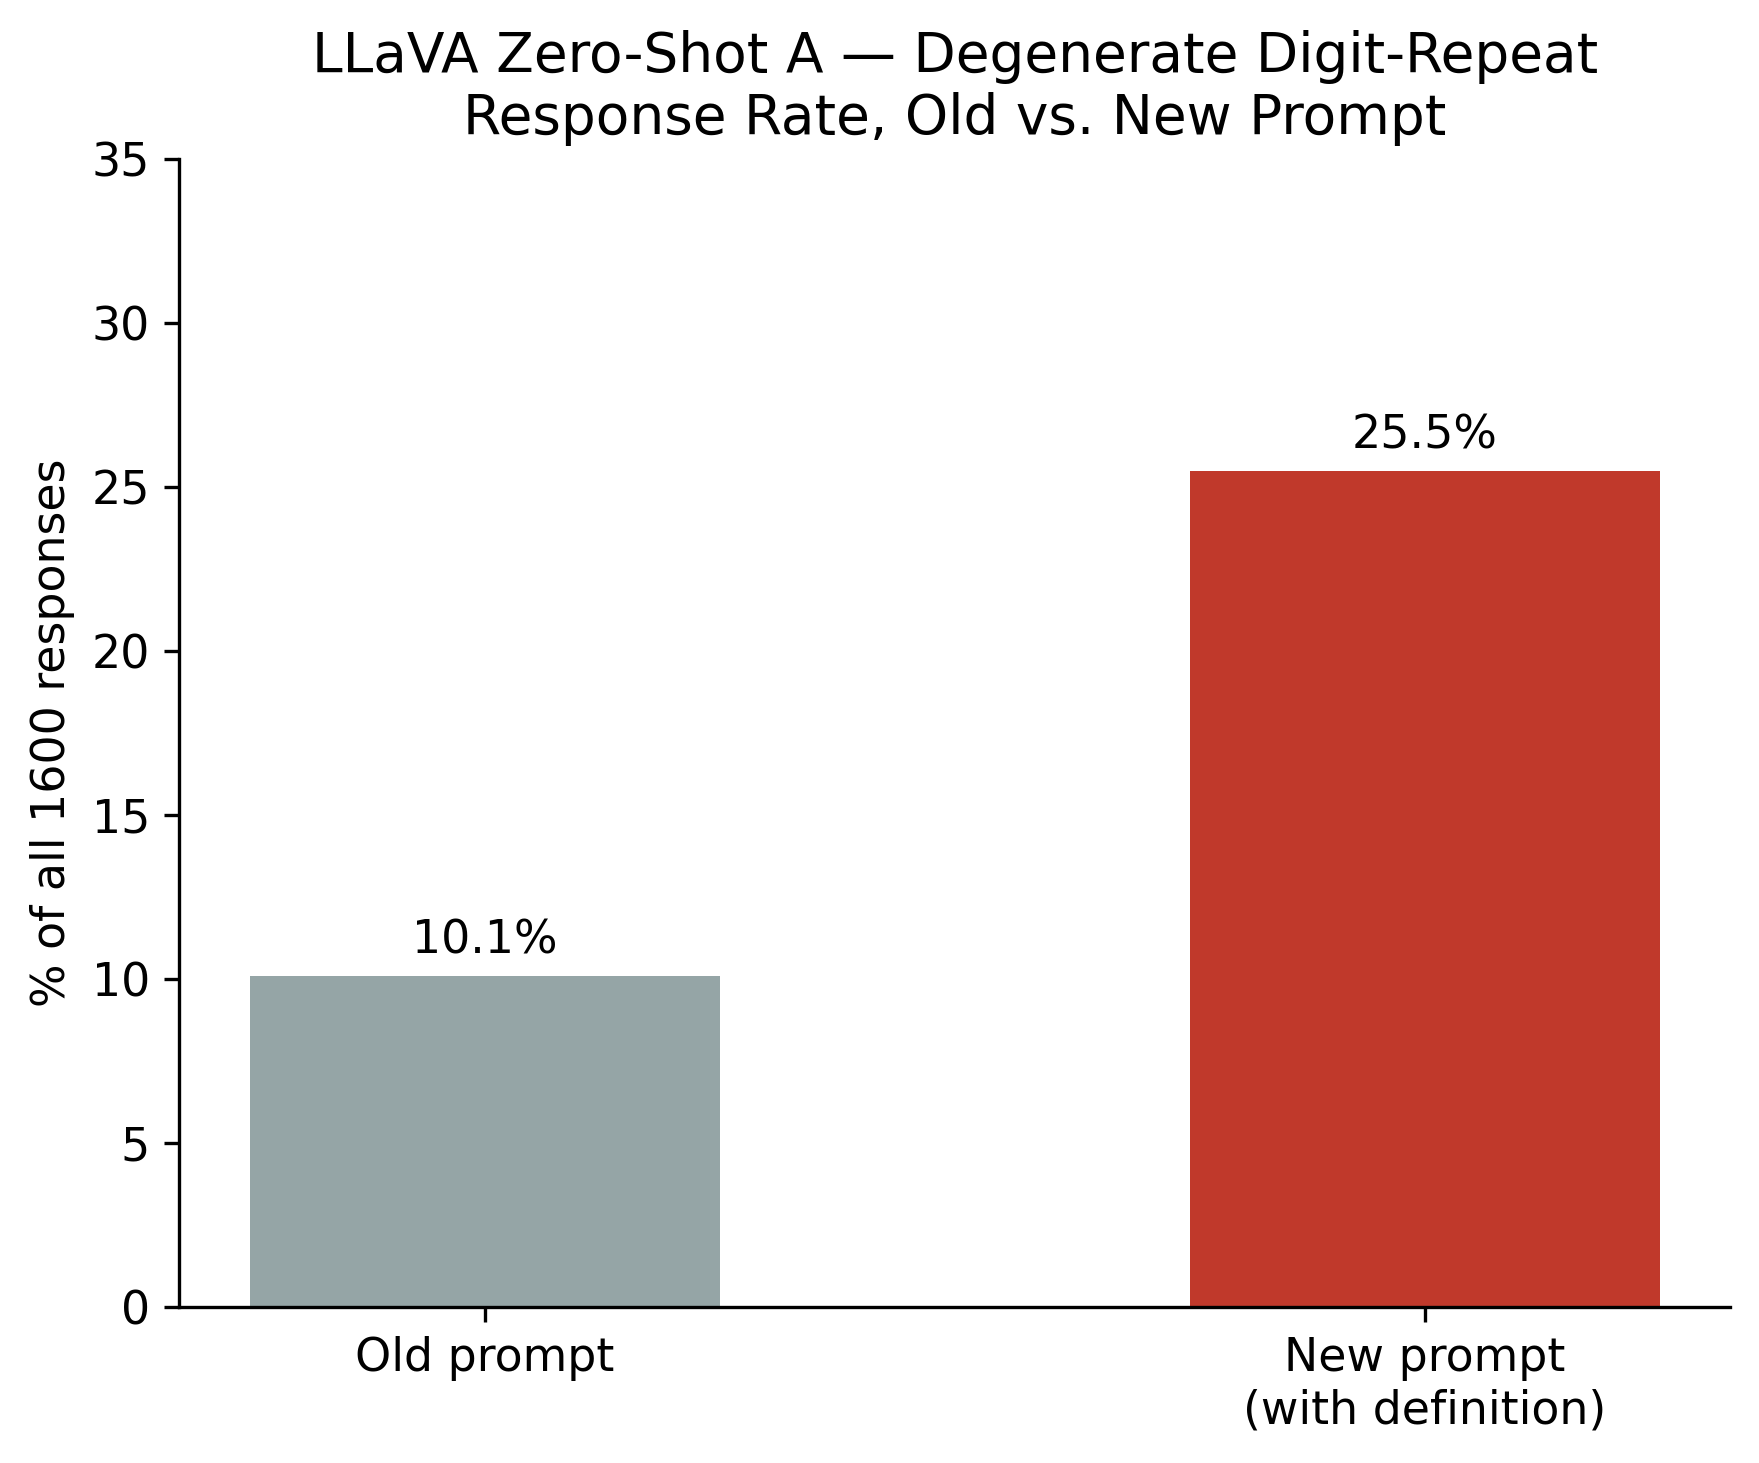 LLaVA Zero-Shot A — Degenerate Digit-Repeat
Response Rate, Old vs. New Prompt
% of all 1600 responses
35
30
25
20
15
10
5
0
10.1%
25.5%
Old prompt
New prompt
(with definition)